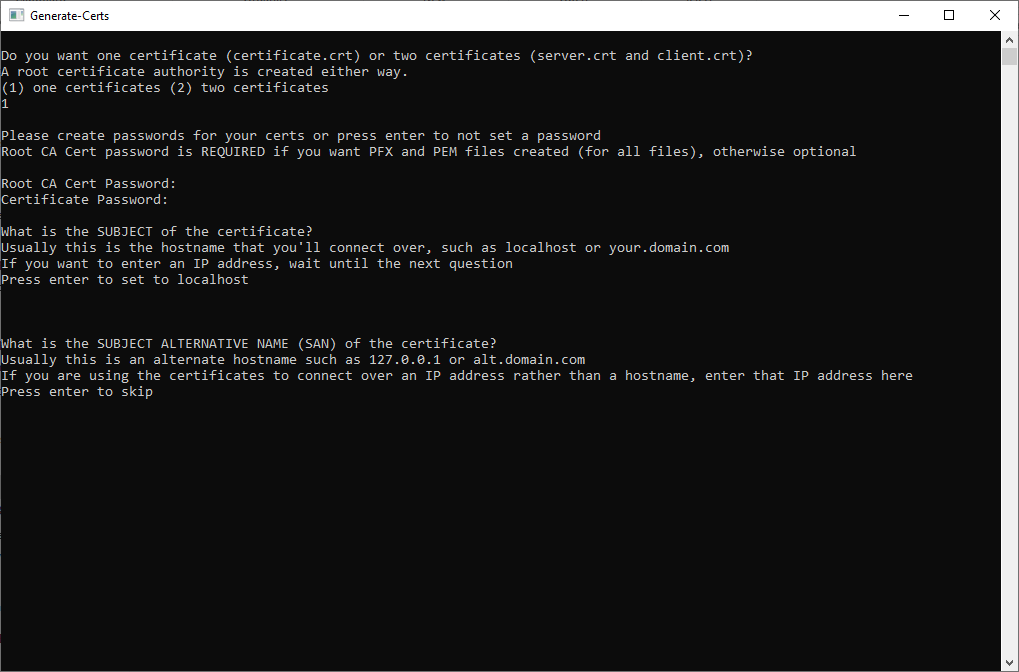 Generate-Certs
Do you want one certificate (certificate.crt) or two certificates (server.crt and client.crt)?
A root certificate authority is created either way.
(1) one certificates (2) two certificates
1
Please create passwords for your certs or press enter to not set a password
Root CA Cert password is REQUIRED if you want PFX and PEM files created (for all files), otherwise optional
Root CA Cert Password:
Certificate Password:
What is the SUBJECT of the certificate?
Usually this is the hostname that you'll connect over, such as localhost or your.domain.com
If you want to enter an IP address, wait until the next question
Press enter to set to localhost
What is the SUBJECT ALTERNATIVE NAME (SAN) of the certificate?
Usually this is an alternate hostname such as 127.0.0.1 or alt.domain.com
If you are using the certificates to connect over an IP address rather than a hostname, enter that IP address here
Press enter to skip